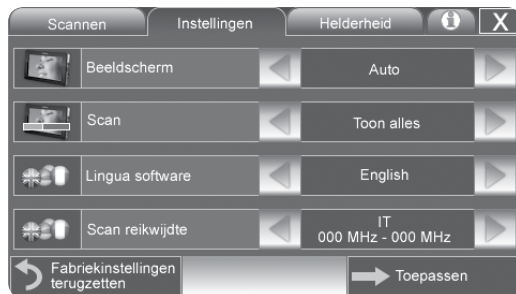 Scannen Instellingen Helderheid i X
Beeldscherm Auto
Scan Toon alles
Lingua software English
Scan reikwijdte IT
000 MHz - 000 MHz
Fabriekinstellingen
terugzetten
Toepassen